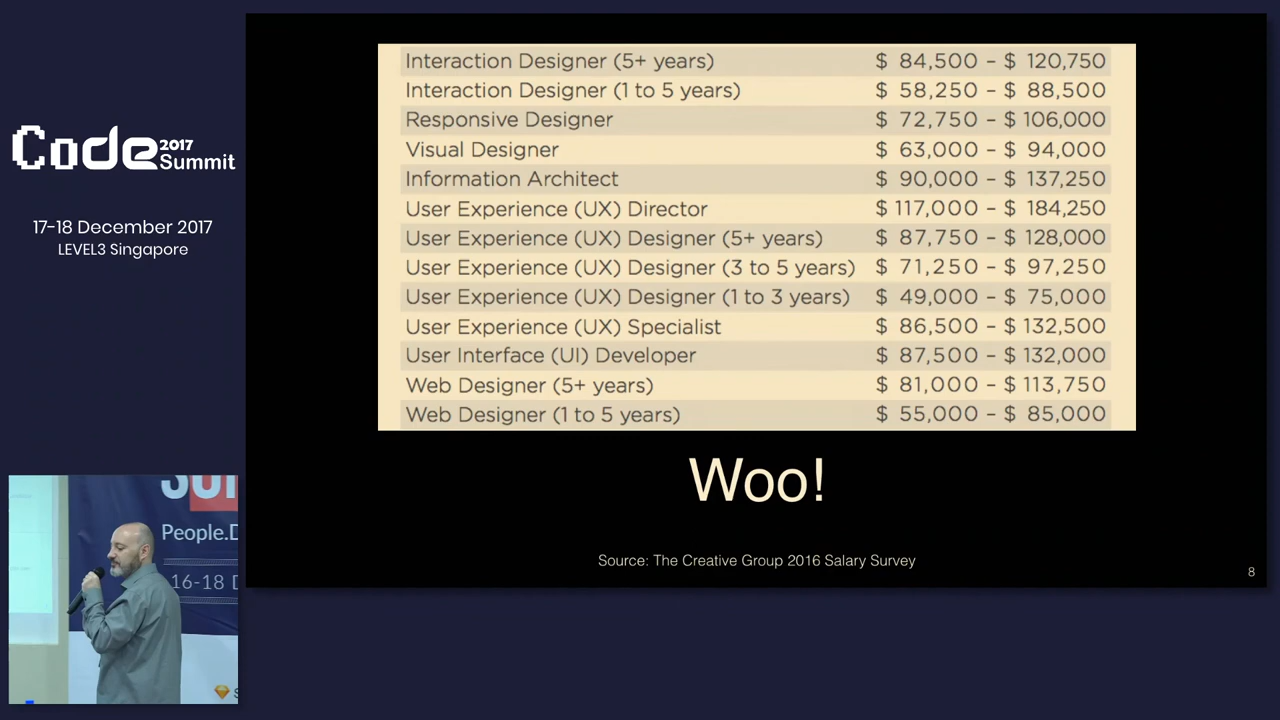 Code 2017 Summit
17-18 December 2017
LEVEL3 Singapore
Interaction Designer (5+ years) $ 84,500 – $ 120,750
Interaction Designer (1 to 5 years) $ 58,250 – $ 88,500
Responsive Designer $ 72,750 – $ 106,000
Visual Designer $ 63,000 – $ 94,000
Information Architect $ 90,000 – $ 137,250
User Experience (UX) Director $ 117,000 – $ 184,250
User Experience (UX) Designer (5+ years) $ 87,750 – $ 128,000
User Experience (UX) Designer (3 to 5 years) $ 71,250 – $ 97,250
User Experience (UX) Designer (1 to 3 years) $ 49,000 – $ 75,000
User Experience (UX) Specialist $ 86,500 – $ 132,500
User Interface (UI) Developer $ 87,500 – $ 132,000
Web Designer (5+ years) $ 81,000 – $ 113,750
Web Designer (1 to 5 years) $ 55,000 – $ 85,000
Woo!
Source: The Creative Group 2016 Salary Survey
8
People.D
16-18 D